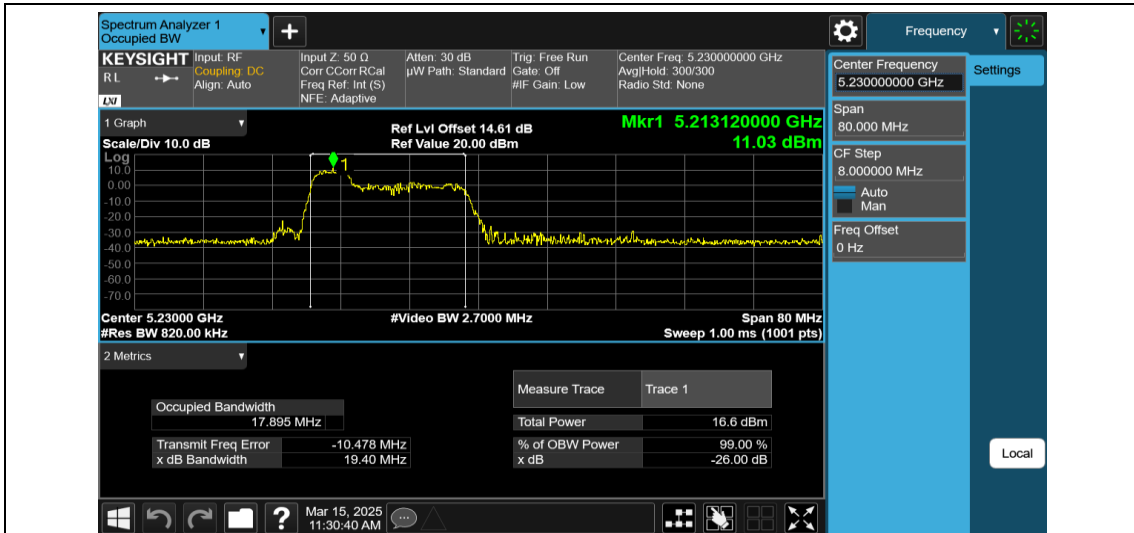 Spectrum Analyzer 1
Occupied BW
Frequency
KEYSIGHT
R L
LXI
Input: RF
Coupling: DC
Align: Auto
Input Z: 50 Ω
Corr CCorr RCal
Freq Ref: Int (S)
NFE: Adaptive
Atten: 30 dB
µW Path: Standard
Trig: Free Run
Gate: Off
#IF Gain: Low
Center Freq: 5.230000000 GHz
Avg|Hold: 300/300
Radio Std: None
Center Frequency
5.230000000 GHz
Settings
Span
80.000 MHz
CF Step
8.000000 MHz
Auto
Man
Freq Offset
0 Hz
Local
1 Graph
Scale/Div 10.0 dB
Ref Lvl Offset 14.61 dB
Ref Value 20.00 dBm
Mkr1 5.213120000 GHz
11.03 dBm
Log
10.0
0.00
-10.0
-20.0
-30.0
-40.0
-50.0
-60.0
-70.0
1
Center 5.23000 GHz
#Res BW 820.00 kHz
#Video BW 2.7000 MHz
Span 80 MHz
Sweep 1.00 ms (1001 pts)
2 Metrics
Measure Trace Trace 1
Occupied Bandwidth
17.895 MHz
Total Power 16.6 dBm
Transmit Freq Error -10.478 MHz
% of OBW Power 99.00 %
x dB Bandwidth 19.40 MHz
x dB -26.00 dB
Mar 15, 2025
11:30:40 AM